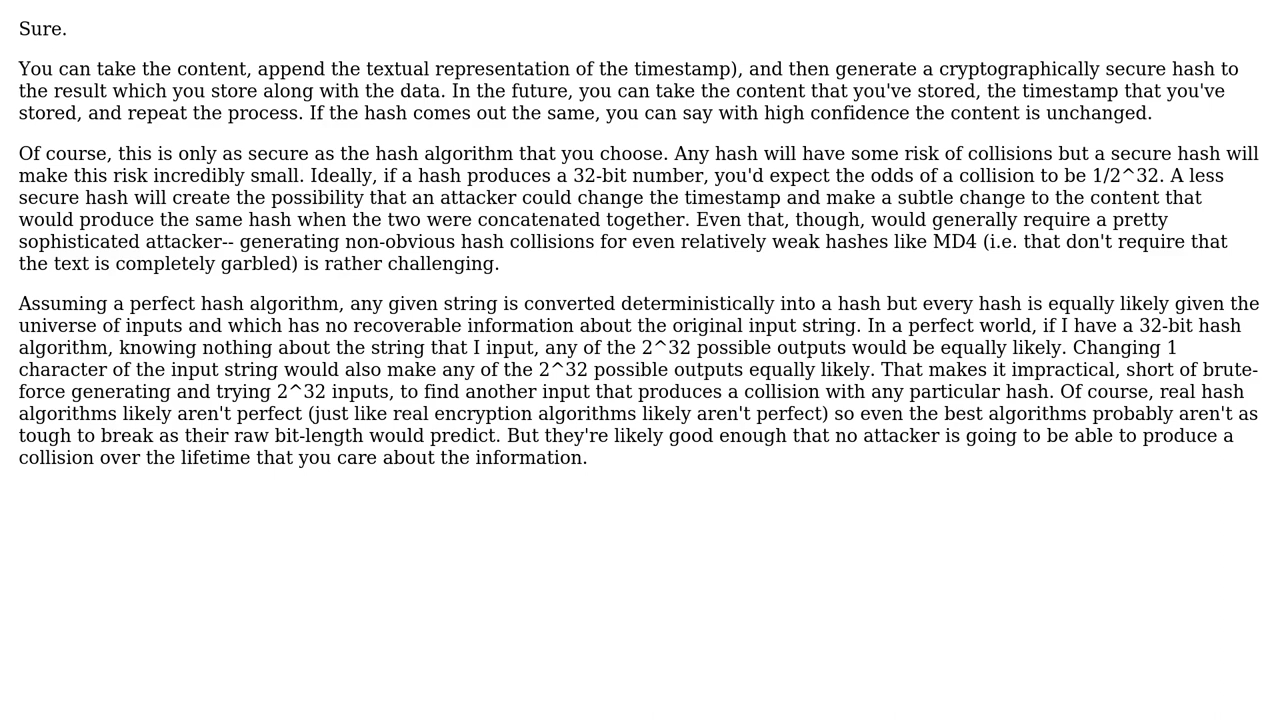 Sure.
You can take the content, append the textual representation of the timestamp), and then generate a cryptographically secure hash to
the result which you store along with the data. In the future, you can take the content that you've stored, the timestamp that you've
stored, and repeat the process. If the hash comes out the same, you can say with high confidence the content is unchanged.
Of course, this is only as secure as the hash algorithm that you choose. Any hash will have some risk of collisions but a secure hash will
make this risk incredibly small. Ideally, if a hash produces a 32-bit number, you'd expect the odds of a collision to be 1/2^32. A less
secure hash will create the possibility that an attacker could change the timestamp and make a subtle change to the content that
would produce the same hash when the two were concatenated together. Even that, though, would generally require a pretty
sophisticated attacker-- generating non-obvious hash collisions for even relatively weak hashes like MD4 (i.e. that don't require that
the text is completely garbled) is rather challenging.
Assuming a perfect hash algorithm, any given string is converted deterministically into a hash but every hash is equally likely given the
universe of inputs and which has no recoverable information about the original input string. In a perfect world, if I have a 32-bit hash
algorithm, knowing nothing about the string that I input, any of the 2^32 possible outputs would be equally likely. Changing 1
character of the input string would also make any of the 2^32 possible outputs equally likely. That makes it impractical, short of brute-
force generating and trying 2^32 inputs, to find another input that produces a collision with any particular hash. Of course, real hash
algorithms likely aren't perfect (just like real encryption algorithms likely aren't perfect) so even the best algorithms probably aren't as
tough to break as their raw bit-length would predict. But they're likely good enough that no attacker is going to be able to produce a
collision over the lifetime that you care about the information.